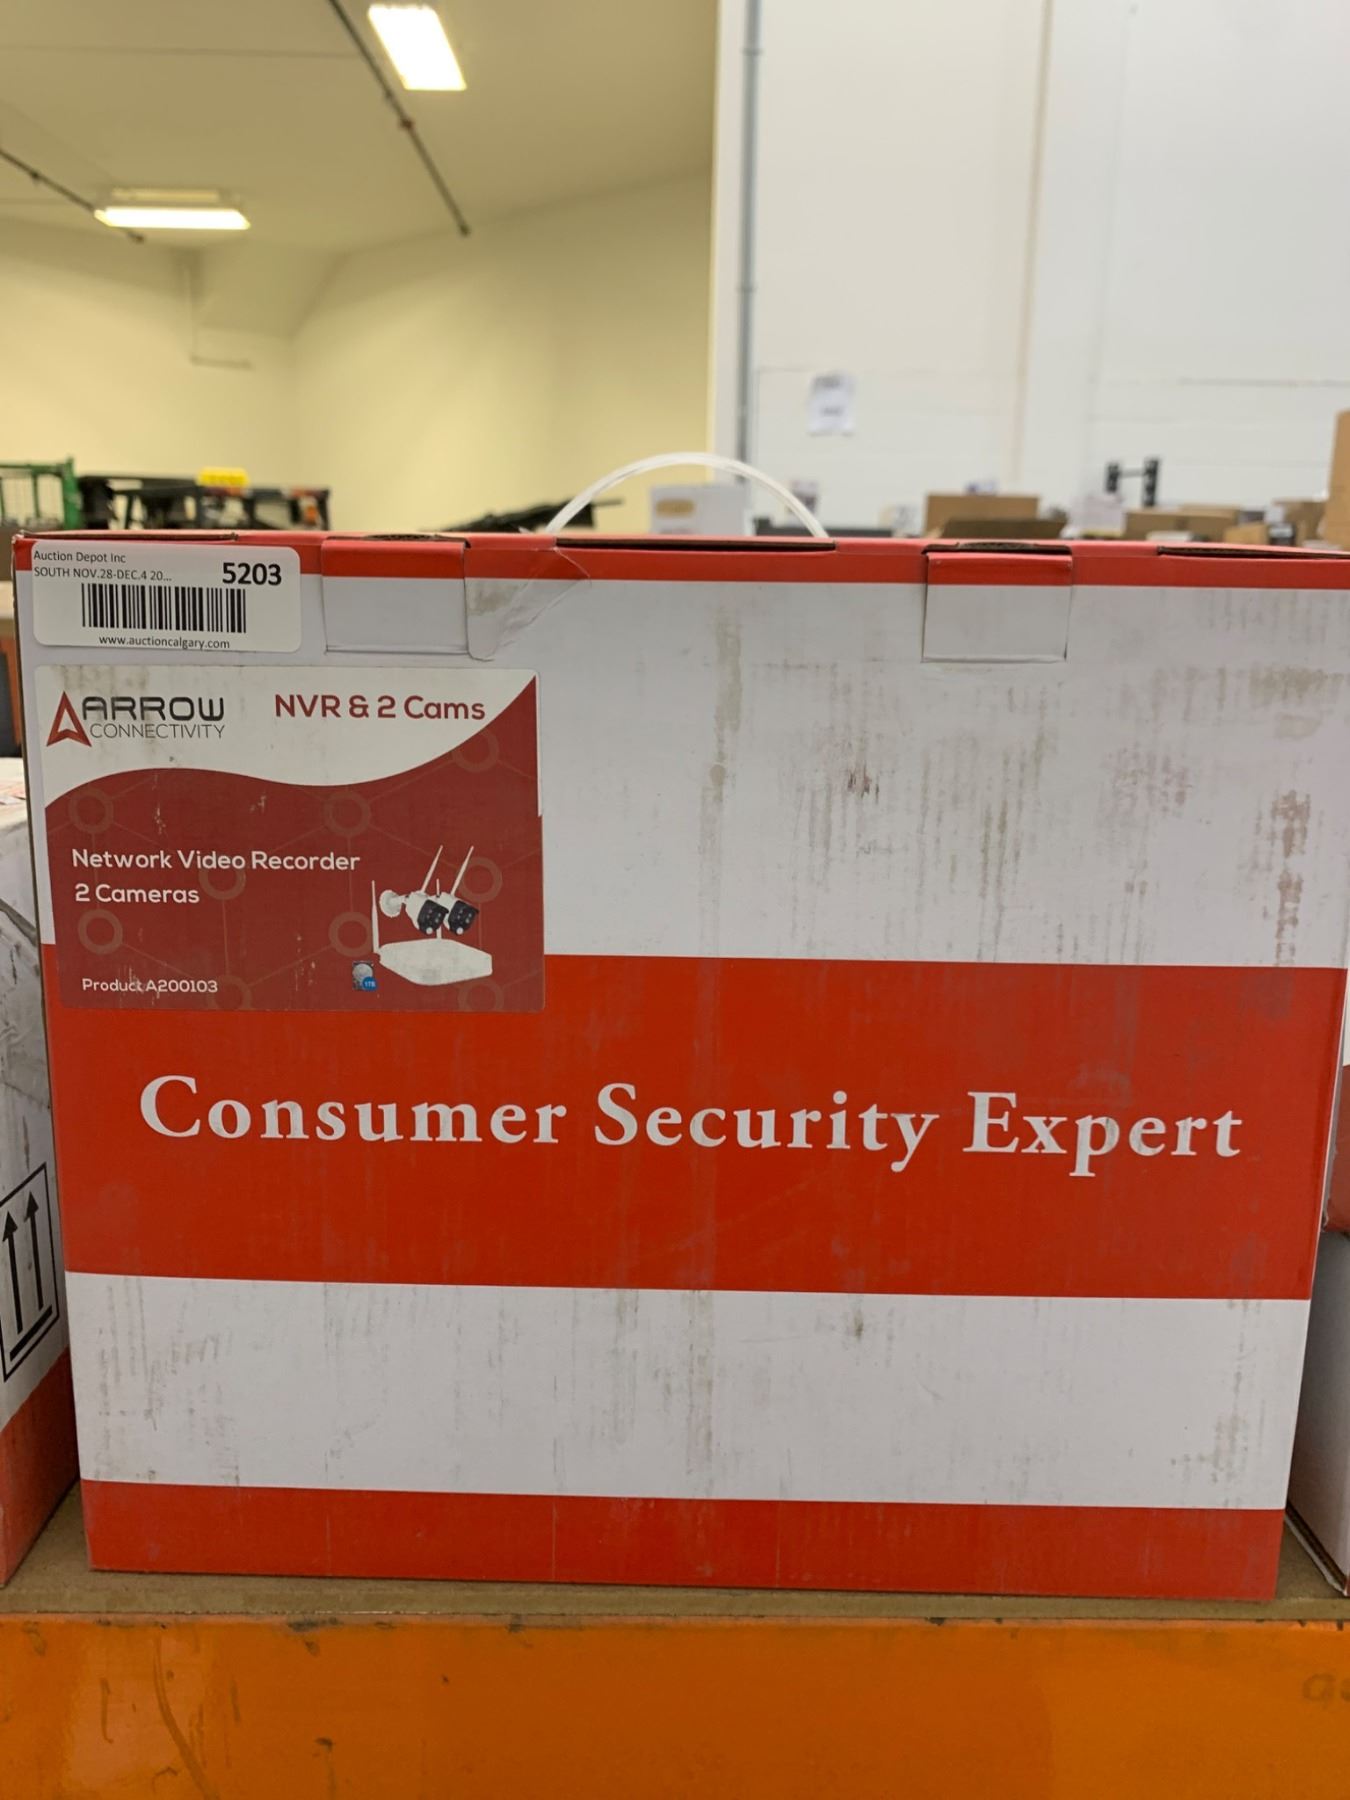 Auction Depot Inc
SOUTH NOV.28-DEC.4 20... 5203
www.auctioncalgary.com
ARROW
CONNECTIVITY
NVR & 2 Cams
Network Video Recorder
2 Cameras
1TB
Product A200103
Consumer Security Expert